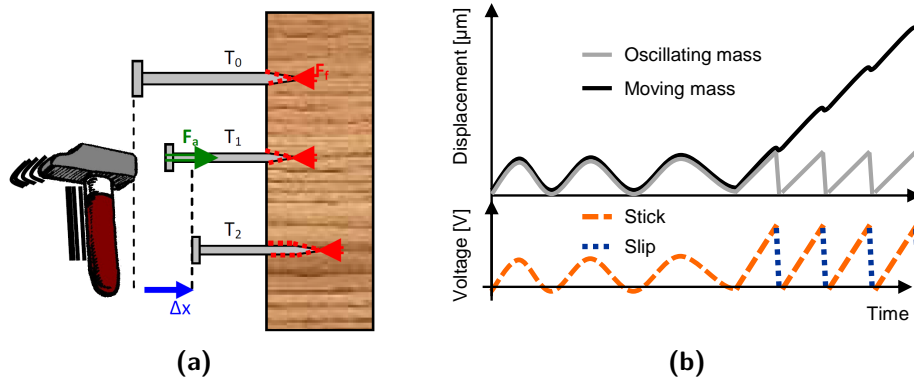 T0
Ff
Fa
T1
T2
Δx
(a)
Displacement [µm]
Oscillating mass
Moving mass
Voltage [V]
Stick
Slip
Time
(b)